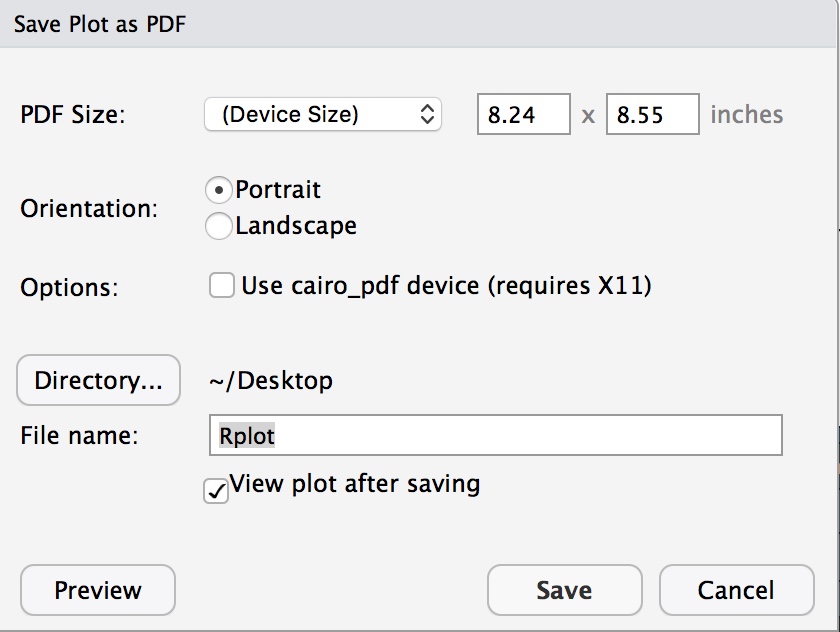 Save Plot as PDF
PDF Size: (Device Size) 8.24 x 8.55 inches
Orientation: Portrait
Landscape
Options: Use cairo_pdf device (requires X11)
Directory... ~/Desktop
File name: Rplot
View plot after saving
Preview Save Cancel